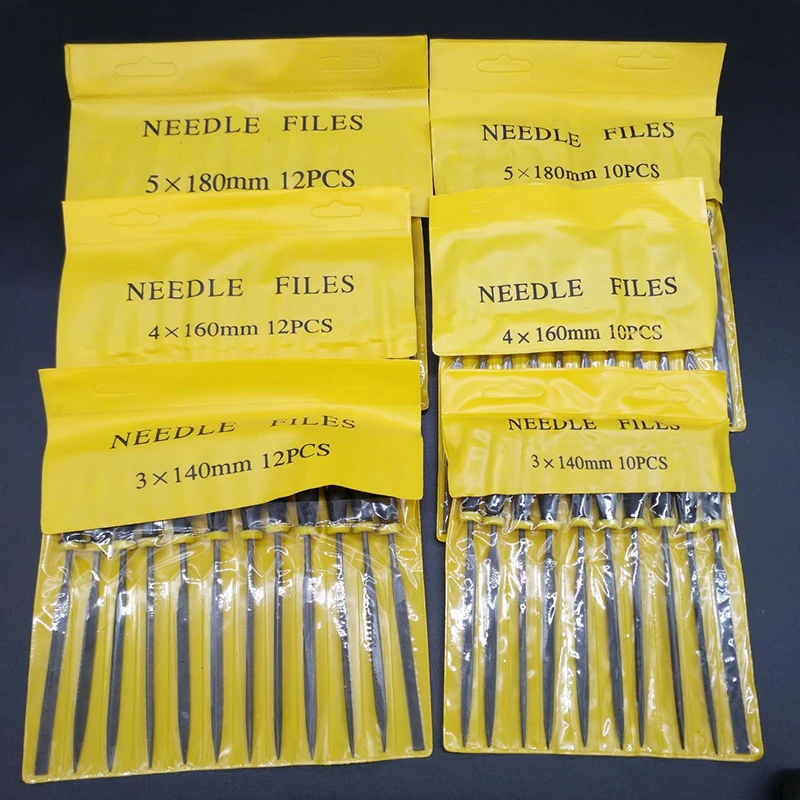 NEEDLE FILES
5×180mm 12PCS
NEEDLE FILES
5×180mm 10PCS
NEEDLE FILES
4×160mm 12PCS
NEEDLE FILES
4×160mm 10PCS
NEEDLE FILES
3×140mm 12PCS
NEEDLE FILES
3×140mm 10PCS